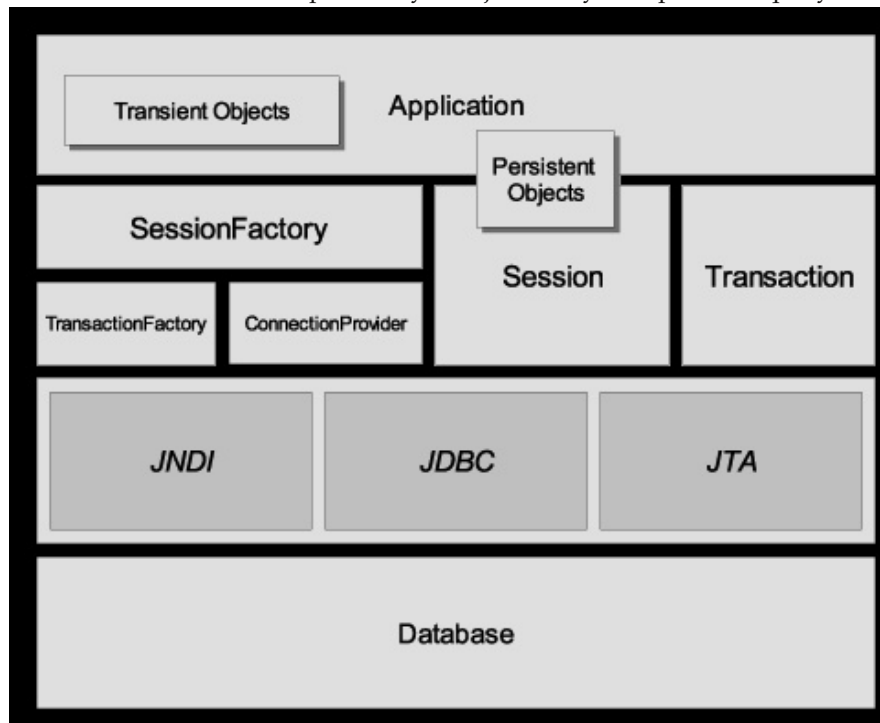 Transient Objects
Application
Persistent
Objects
SessionFactory
Session
Transaction
TransactionFactory
ConnectionProvider
JNDI
JDBC
JTA
Database